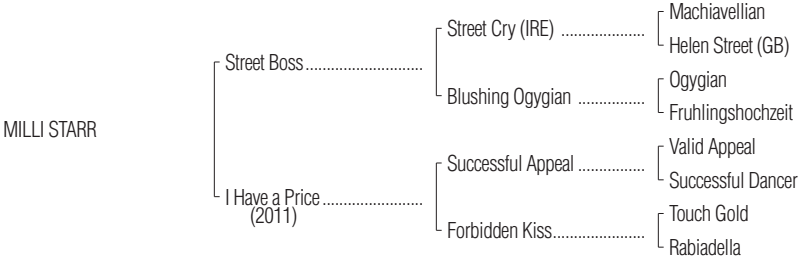 Machiavellian
Street Cry (IRE) ....................
Helen Street (GB)
Street Boss............................
Ogygian
Blushing Ogygian ................
Fruhlingshochzeit
MILLI STARR
Valid Appeal
Successful Appeal ................
Successful Dancer
I Have a Price........................
(2011)
Touch Gold
Forbidden Kiss......................
Rabiadella